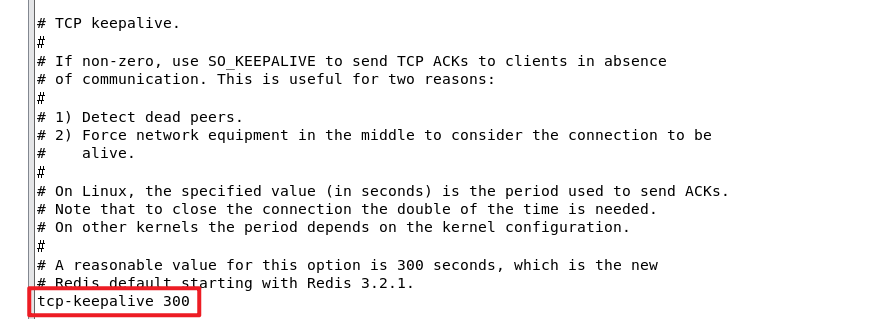 # TCP keepalive.
#
# If non-zero, use SO_KEEPALIVE to send TCP ACKs to clients in absence
# of communication. This is useful for two reasons:
#
# 1) Detect dead peers.
# 2) Force network equipment in the middle to consider the connection to be
#    alive.
#
# On Linux, the specified value (in seconds) is the period used to send ACKs.
# Note that to close the connection the double of the time is needed.
# On other kernels the period depends on the kernel configuration.
#
# A reasonable value for this option is 300 seconds, which is the new
# Redis default starting with Redis 3.2.1.
tcp-keepalive 300